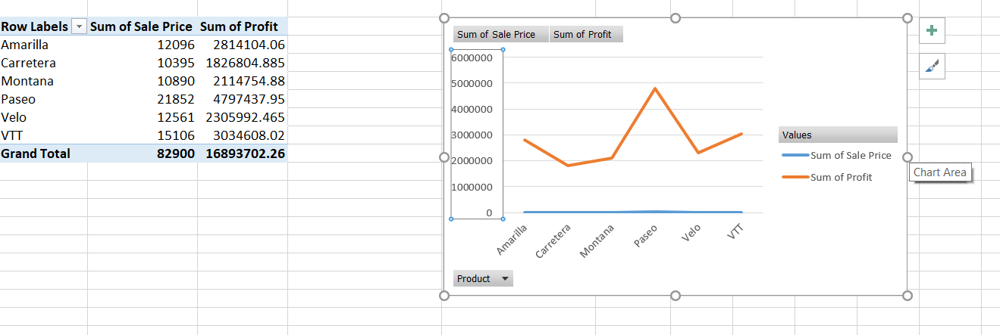 Row Labels Sum of Sale Price Sum of Profit
Amarilla 12096 2814104.06
Carretera 10395 1826804.885
Montana 10890 2114754.88
Paseo 21852 4797437.95
Velo 12561 2305992.465
VTT 15106 3034608.02
Grand Total 82900 16893702.26
Sum of Sale Price Sum of Profit
6000000
5000000
4000000
3000000
2000000
1000000
0
Amarilla Carretera Montana Paseo Velo VTT
Product
Values
Sum of Sale Price
Sum of Profit
Chart Area